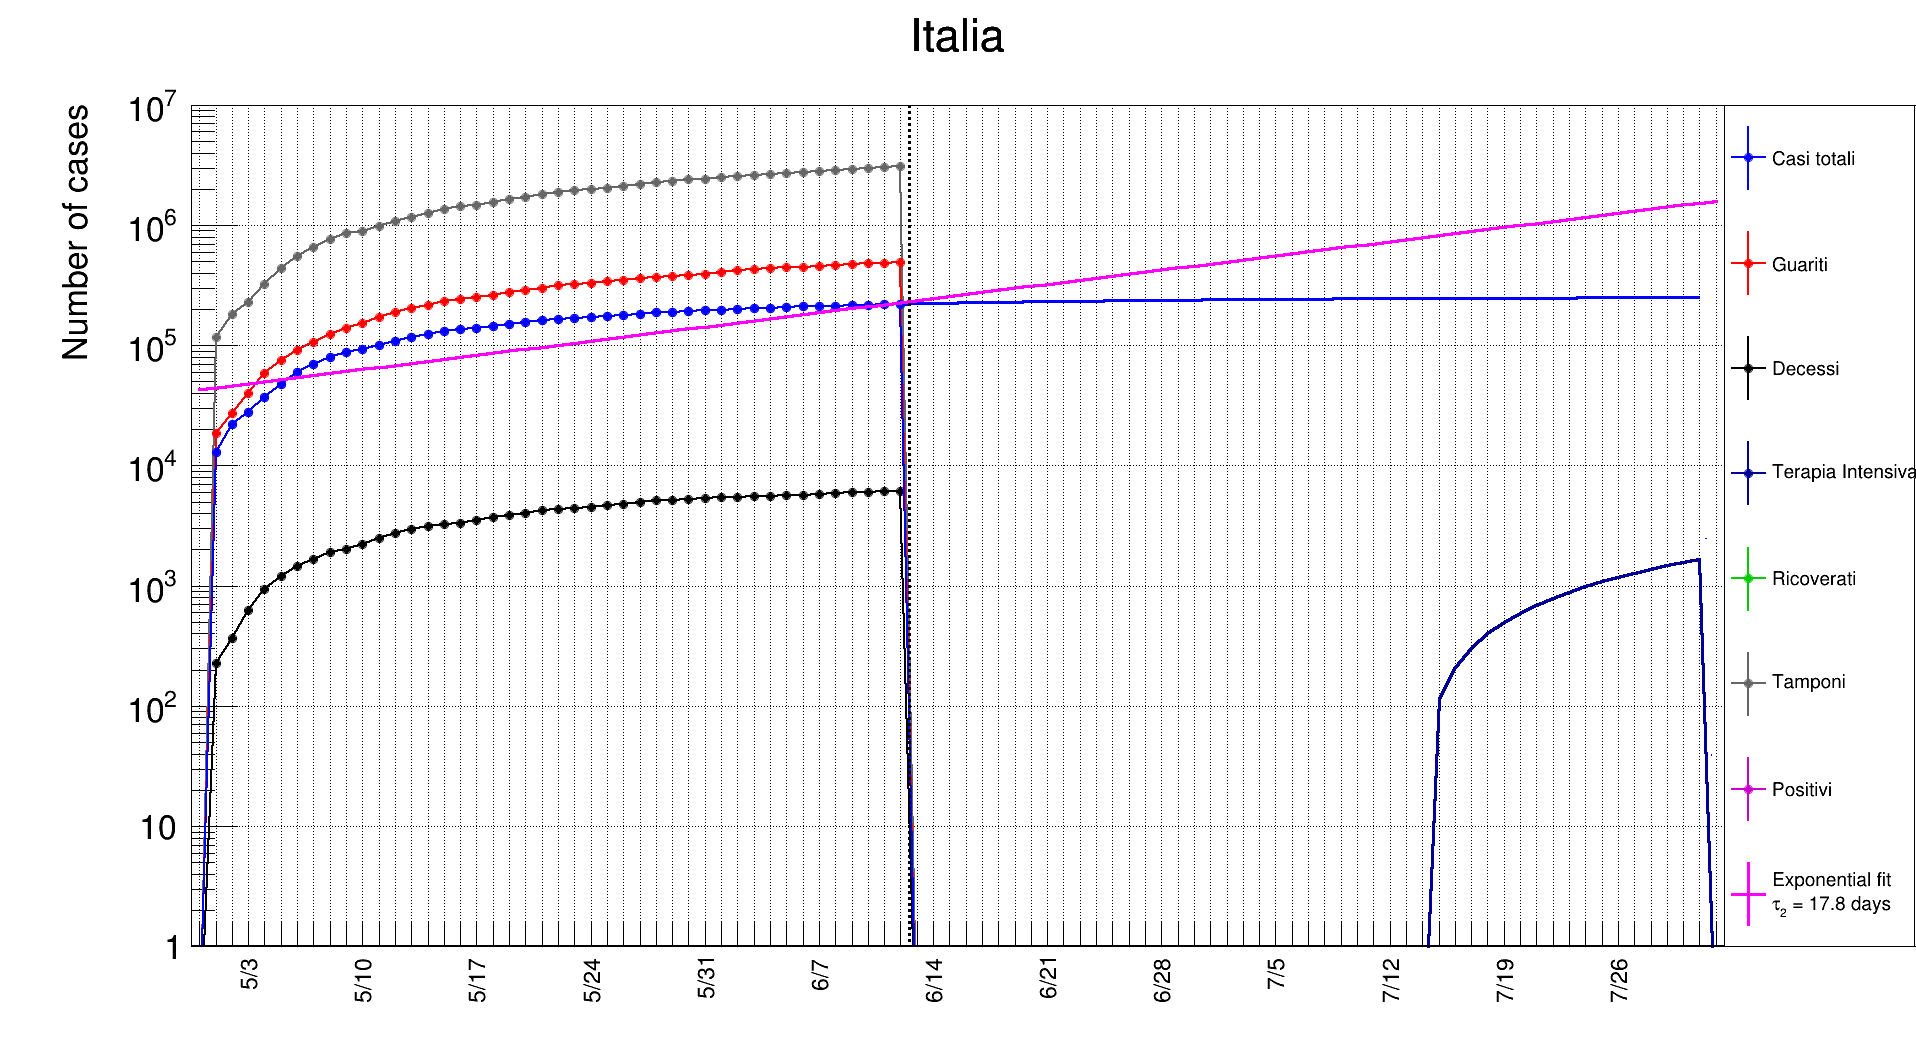 Italia
Number of cases
10^7
10^6
10^5
10^4
10^3
10^2
10
1
5/3
5/10
5/17
5/24
5/31
6/7
6/14
6/21
6/28
7/5
7/12
7/19
7/26
Casi totali
Guariti
Decessi
Terapia Intensiva
Ricoverati
Tamponi
Positivi
Exponential fit
τ₂ = 17.8 days